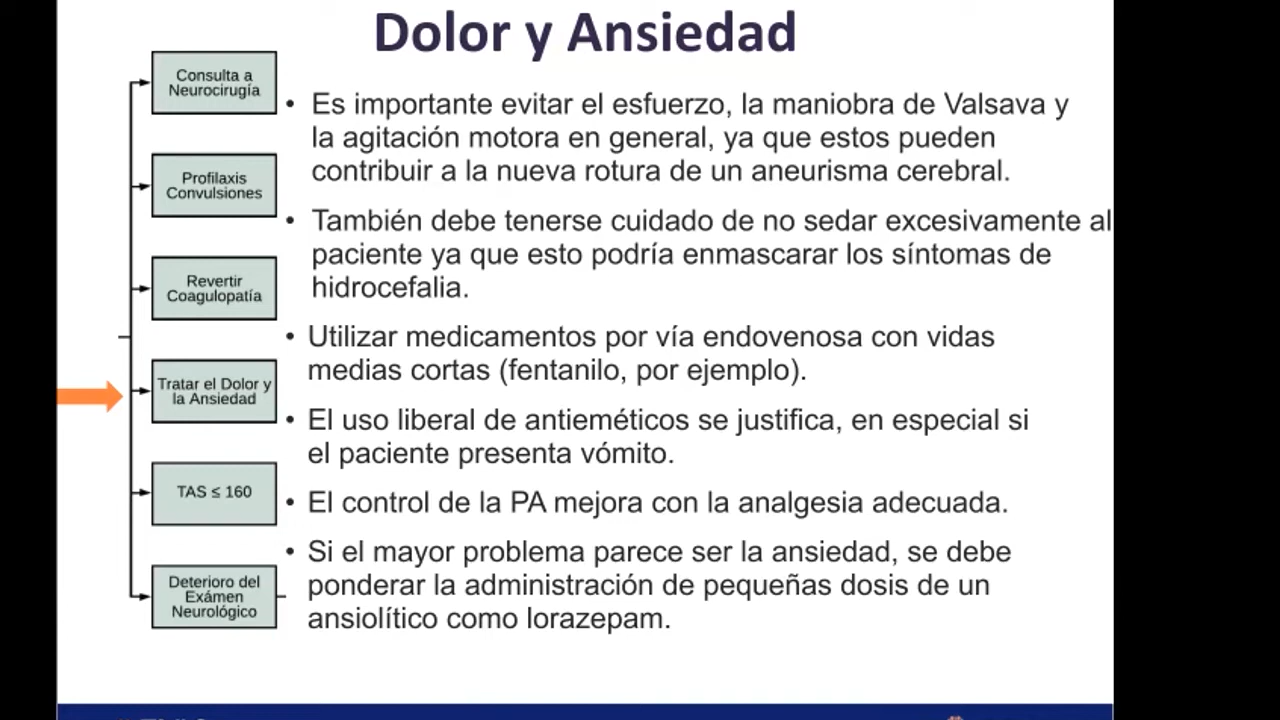 Dolor y Ansiedad
Consulta a
Neurocirugía
Profilaxis
Convulsiones
Revertir
Coagulopatía
Tratar el Dolor y
la Ansiedad
TAS ≤ 160
Deterioro del
Exámen
Neurológico
• Es importante evitar el esfuerzo, la maniobra de Valsava y
la agitación motora en general, ya que estos pueden
contribuir a la nueva rotura de un aneurisma cerebral.
• También debe tenerse cuidado de no sedar excesivamente al
paciente ya que esto podría enmascarar los síntomas de
hidrocefalia.
• Utilizar medicamentos por vía endovenosa con vidas
medias cortas (fentanilo, por ejemplo).
• El uso liberal de antieméticos se justifica, en especial si
el paciente presenta vómito.
• El control de la PA mejora con la analgesia adecuada.
• Si el mayor problema parece ser la ansiedad, se debe
ponderar la administración de pequeñas dosis de un
ansiolítico como lorazepam.